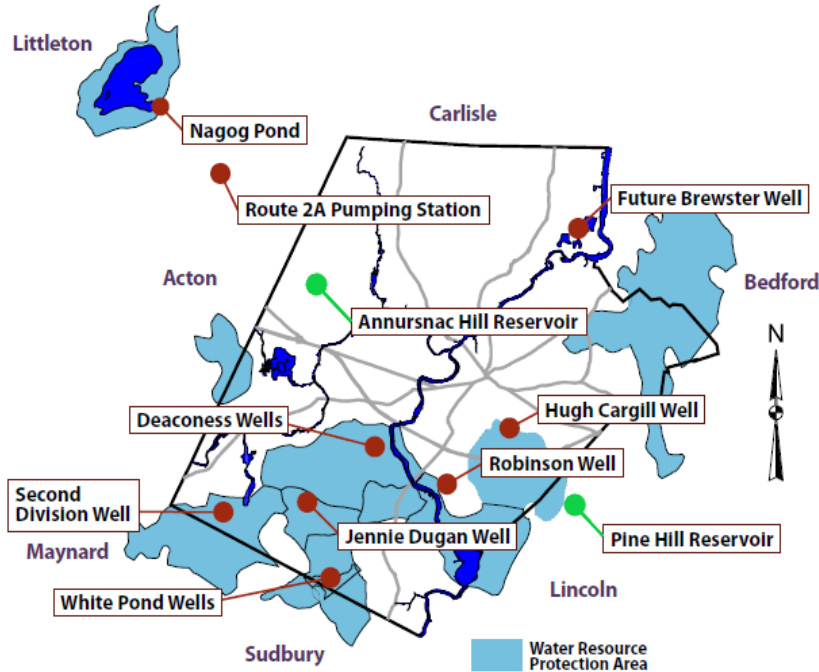 Littleton
Carlisle
Nagog Pond
Route 2A Pumping Station
Future Brewster Well
Acton
Bedford
Annursnac Hill Reservoir
N
Deaconess Wells
Hugh Cargill Well
Robinson Well
Second
Division Well
Jennie Dugan Well
Pine Hill Reservoir
Maynard
White Pond Wells
Lincoln
Sudbury
Water Resource
Protection Area